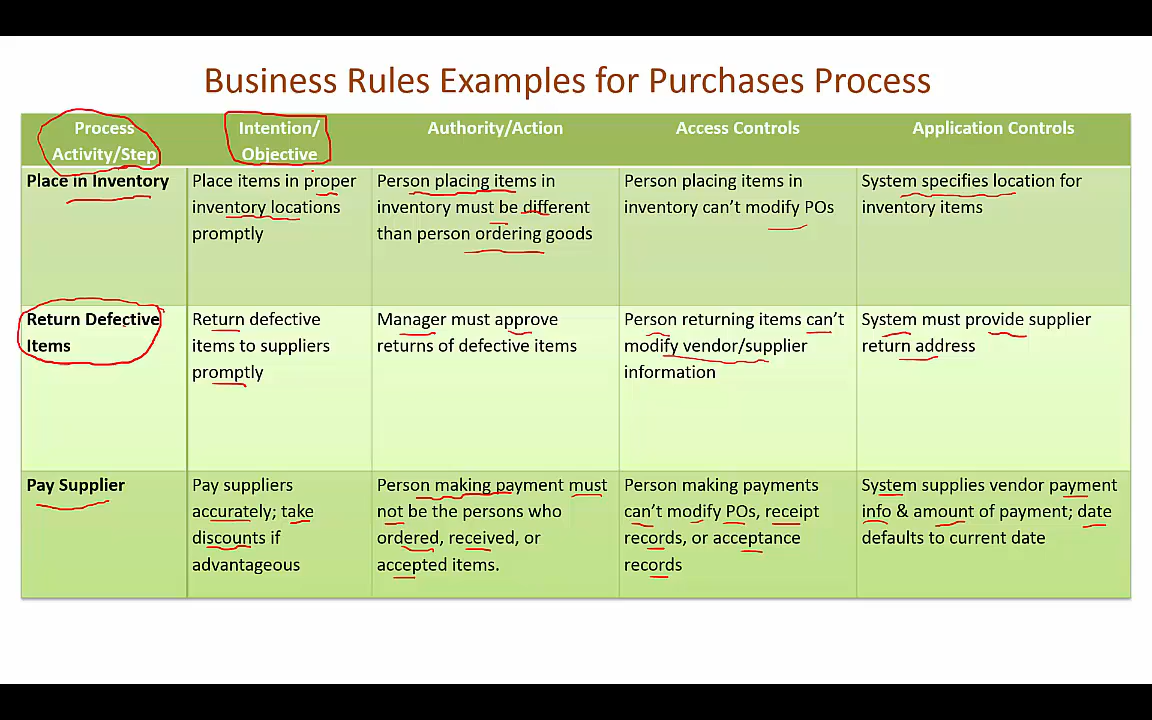 Business Rules Examples for Purchases Process
Process
Activity/Step
Intention/
Objective
Authority/Action
Access Controls
Application Controls
Place in Inventory
Place items in proper
inventory locations
promptly
Person placing items in
inventory must be different
than person ordering goods
Person placing items in
inventory can't modify POs
System specifies location for
inventory items
Return Defective
Items
Return defective
items to suppliers
promptly
Manager must approve
returns of defective items
Person returning items can't
modify vendor/supplier
information
System must provide supplier
return address
Pay Supplier
Pay suppliers
accurately; take
discounts if
advantageous
Person making payment must
not be the persons who
ordered, received, or
accepted items.
Person making payments
can't modify POs, receipt
records, or acceptance
records
System supplies vendor payment
info & amount of payment; date
defaults to current date